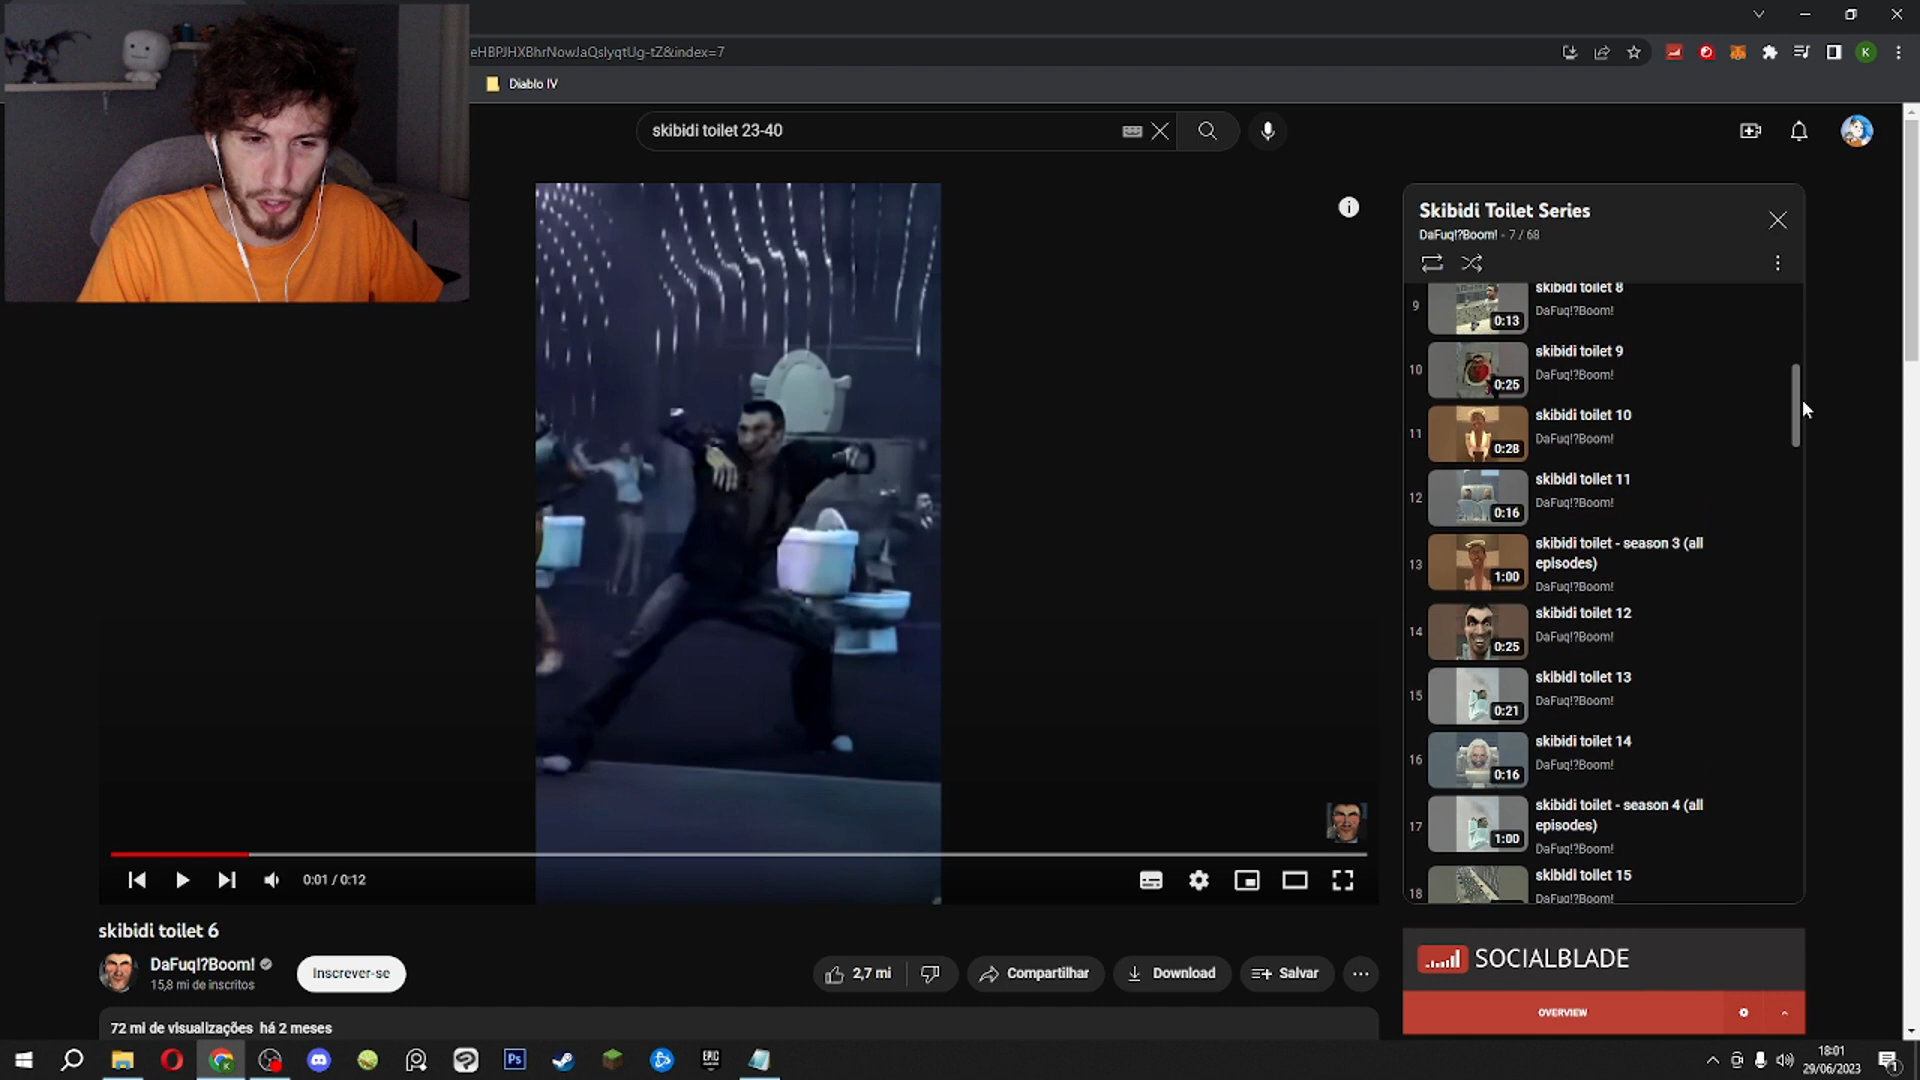 eHBPJHXBhrNowJaQslyqtUg-tZ&index=7
K
Diablo IV
skibidi toilet 23-40
Skibidi Toilet Series
DaFuq!?Boom! - 7 / 68
9
skibidi toilet 8
DaFuq!?Boom!
0:13
10
skibidi toilet 9
DaFuq!?Boom!
0:25
11
skibidi toilet 10
DaFuq!?Boom!
0:28
12
skibidi toilet 11
DaFuq!?Boom!
0:16
13
skibidi toilet - season 3 (all
episodes)
DaFuq!?Boom!
1:00
14
skibidi toilet 12
DaFuq!?Boom!
0:25
15
skibidi toilet 13
DaFuq!?Boom!
0:21
16
skibidi toilet 14
DaFuq!?Boom!
0:16
17
skibidi toilet - season 4 (all
episodes)
DaFuq!?Boom!
1:00
18
skibidi toilet 15
DaFuq!?Boom!
0:01 / 0:12
skibidi toilet 6
DaFuq!?Boom!
15,8 mi de inscritos
Inscrever-se
2,7 mi
Compartilhar
Download
Salvar
72 mi de visualizações há 2 meses
SOCIALBLADE
OVERVIEW
Ps
EPIC
GAMES
18:01
29/06/2023
1